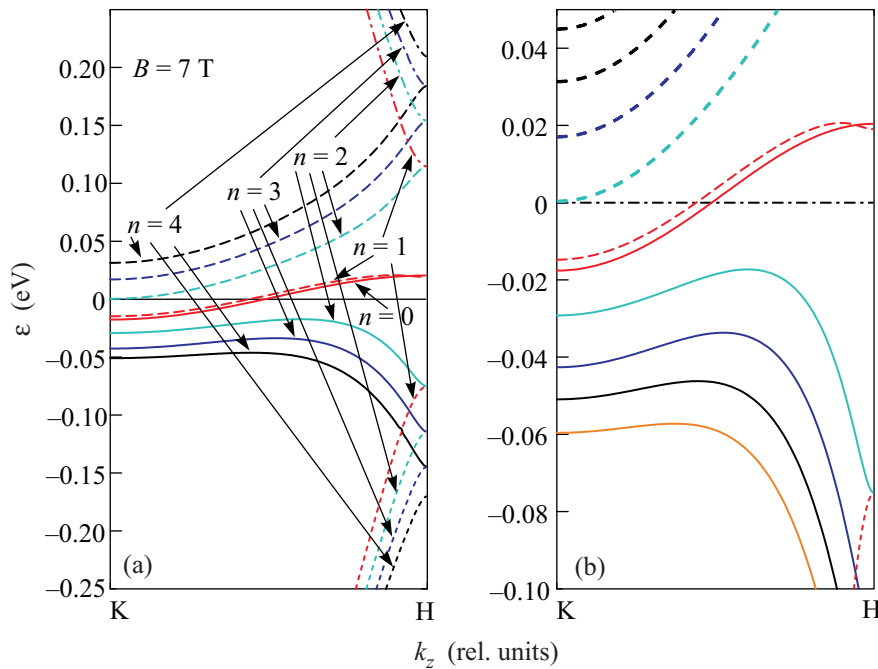 B = 7 T
n = 2
n = 3
n = 4
n = 1
n = 0
0.20
0.15
0.10
0.05
0
–0.05
–0.10
–0.15
–0.20
–0.25
ε (eV)
(a)
K
H
0.04
0.02
0
–0.02
–0.04
–0.06
–0.08
–0.10
(b)
K
H
k_z (rel. units)